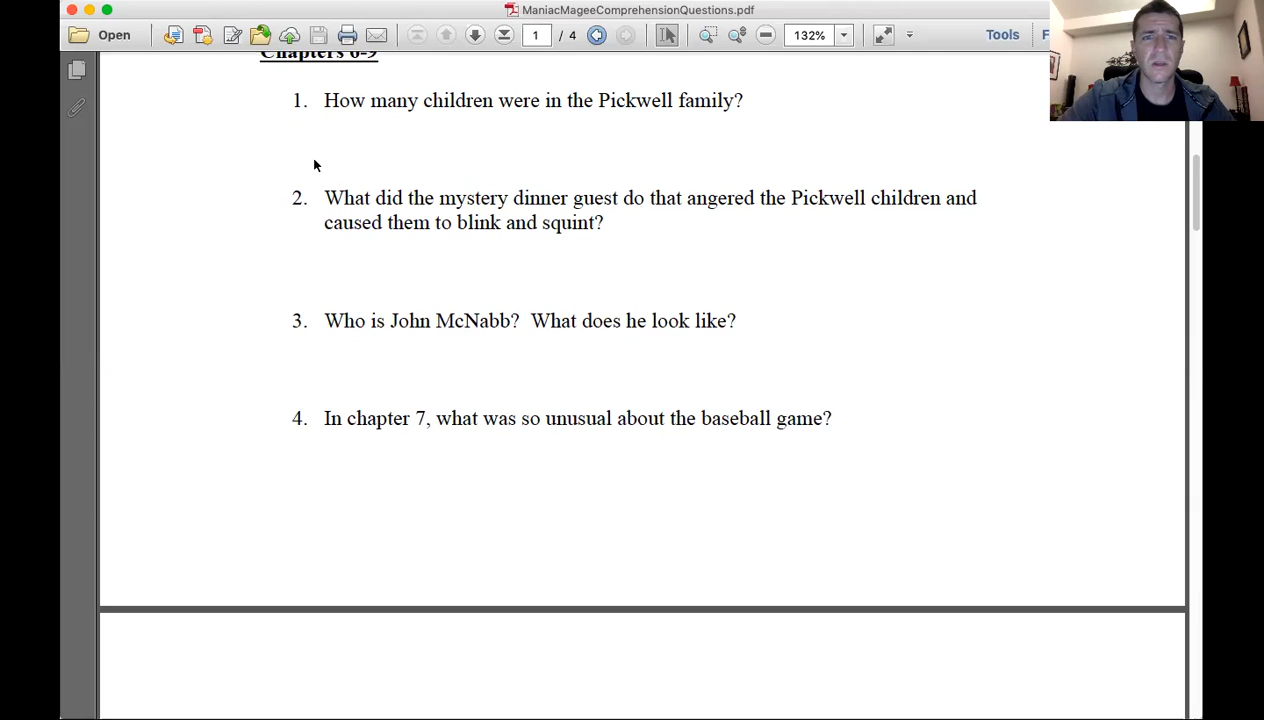 ManiacMageeComprehensionQuestions.pdf
Open
1 / 4
132%
Tools
Chapters 6-9
1. How many children were in the Pickwell family?
2. What did the mystery dinner guest do that angered the Pickwell children and
caused them to blink and squint?
3. Who is John McNabb? What does he look like?
4. In chapter 7, what was so unusual about the baseball game?